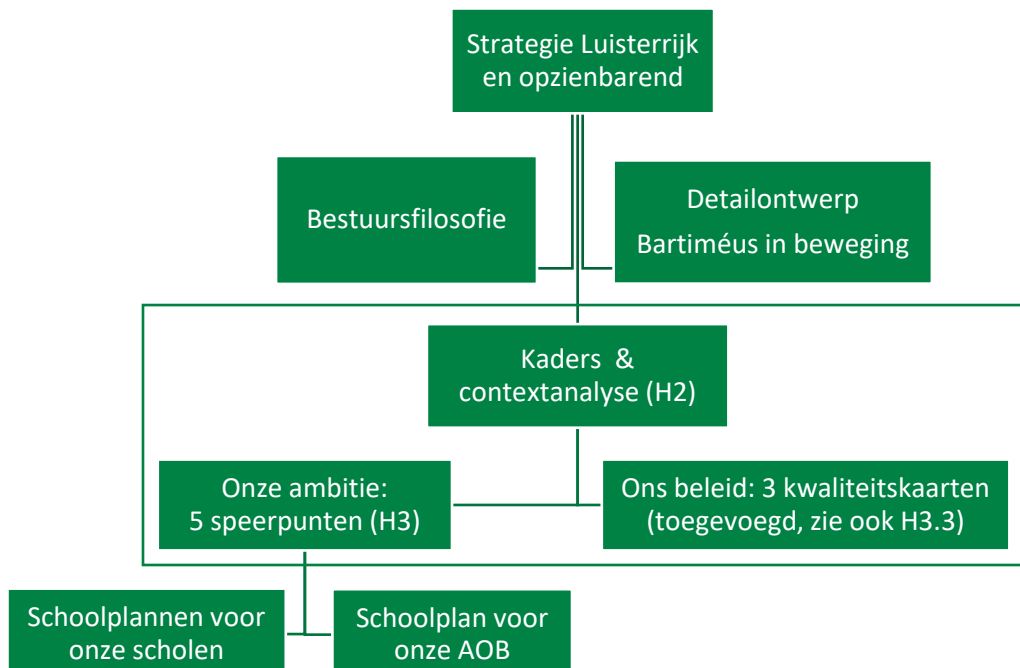 Strategie Luisterrijk
en opzienbarend
Bestuursfilosofie
Detailontwerp
Bartiméus in beweging
Kaders &
contextanalyse (H2)
Onze ambitie:
5 speerpunten (H3)
Ons beleid: 3 kwaliteitskaarten
(toegevoegd, zie ook H3.3)
Schoolplannen voor
onze scholen
Schoolplan voor
onze AOB